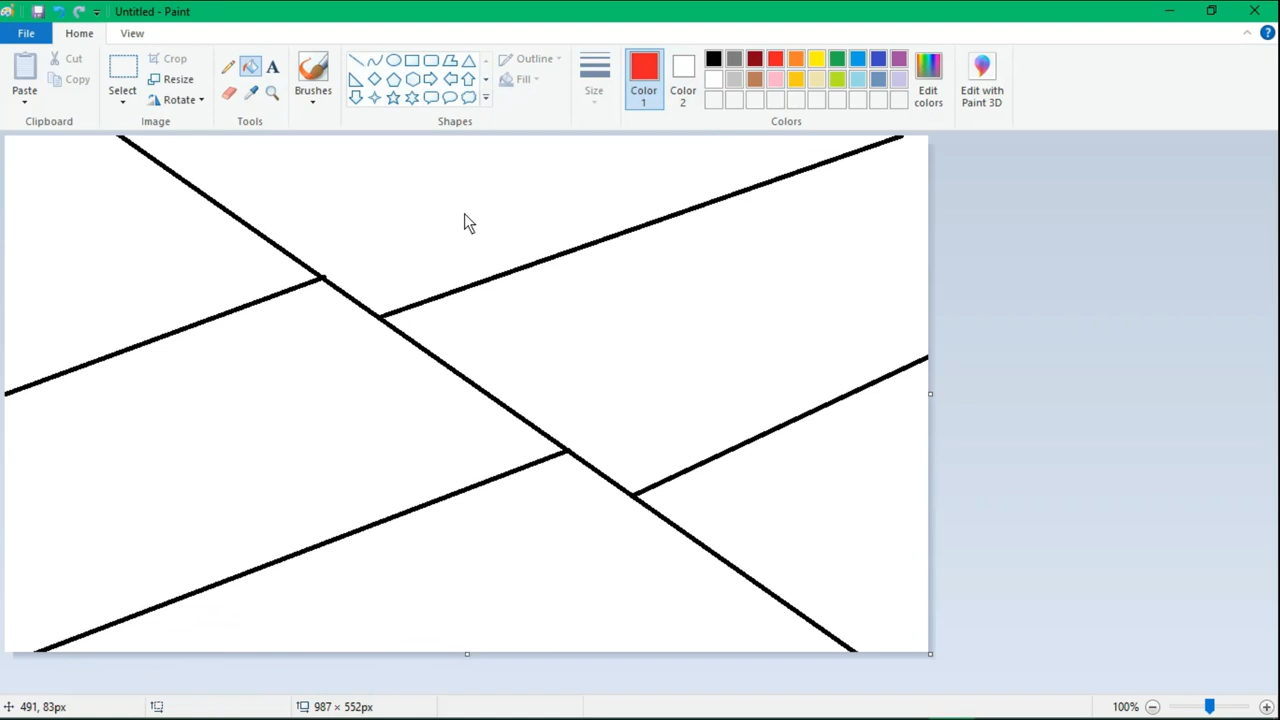 Untitled - Paint
File Home View
Paste
Cut
Copy
Clipboard
Select
Crop
Resize
Rotate
Image
A
Tools
Brushes
Shapes
Outline
Fill
Size
Color 1
Color 2
Edit colors
Colors
Edit with Paint 3D
491, 83px
987 × 552px
100%